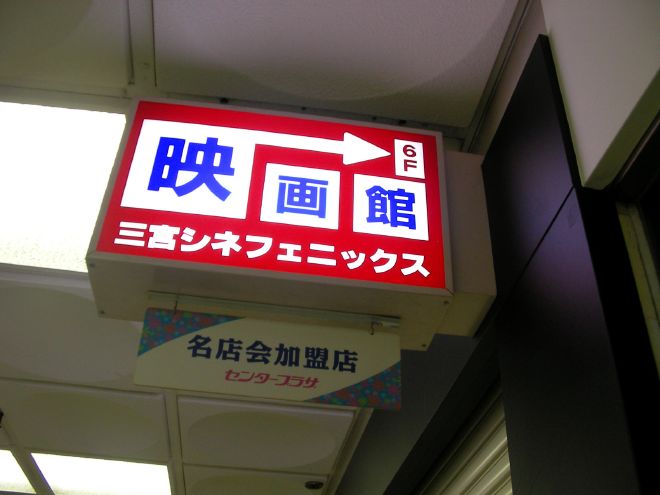 映画館
6F
三宮シネフェニックス
名店会加盟店
センタープラザ